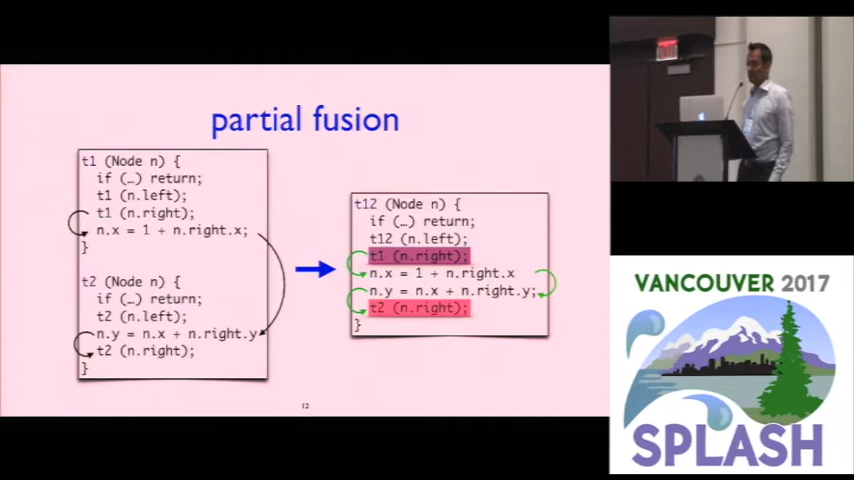 partial fusion
t1 (Node n) {
if (…) return;
t1 (n.left);
t1 (n.right);
n.x = 1 + n.right.x;
}
t2 (Node n) {
if (…) return;
t2 (n.left);
n.y = n.x + n.right.y
t2 (n.right);
}
t12 (Node n) {
if (…) return;
t12 (n.left);
t1 (n.right);
n.x = 1 + n.right.x
n.y = n.x + n.right.y;
t2 (n.right);
}
12
VANCOUVER 2017
SPLASH